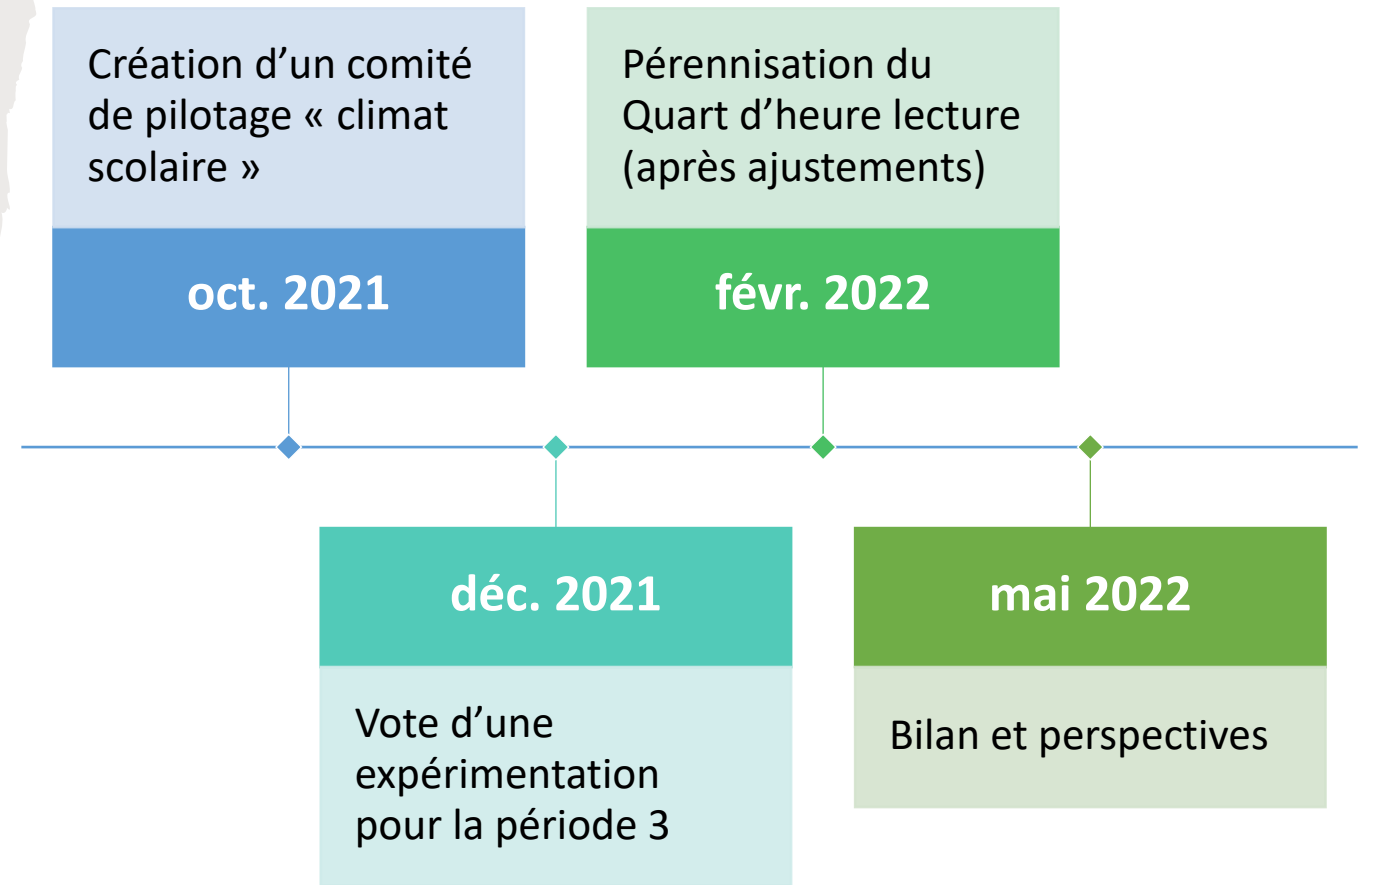 Création d’un comité
de pilotage « climat
scolaire »
oct. 2021
déc. 2021
Vote d’une
expérimentation
pour la période 3
Pérennisation du
Quart d’heure lecture
(après ajustements)
févr. 2022
mai 2022
Bilan et perspectives